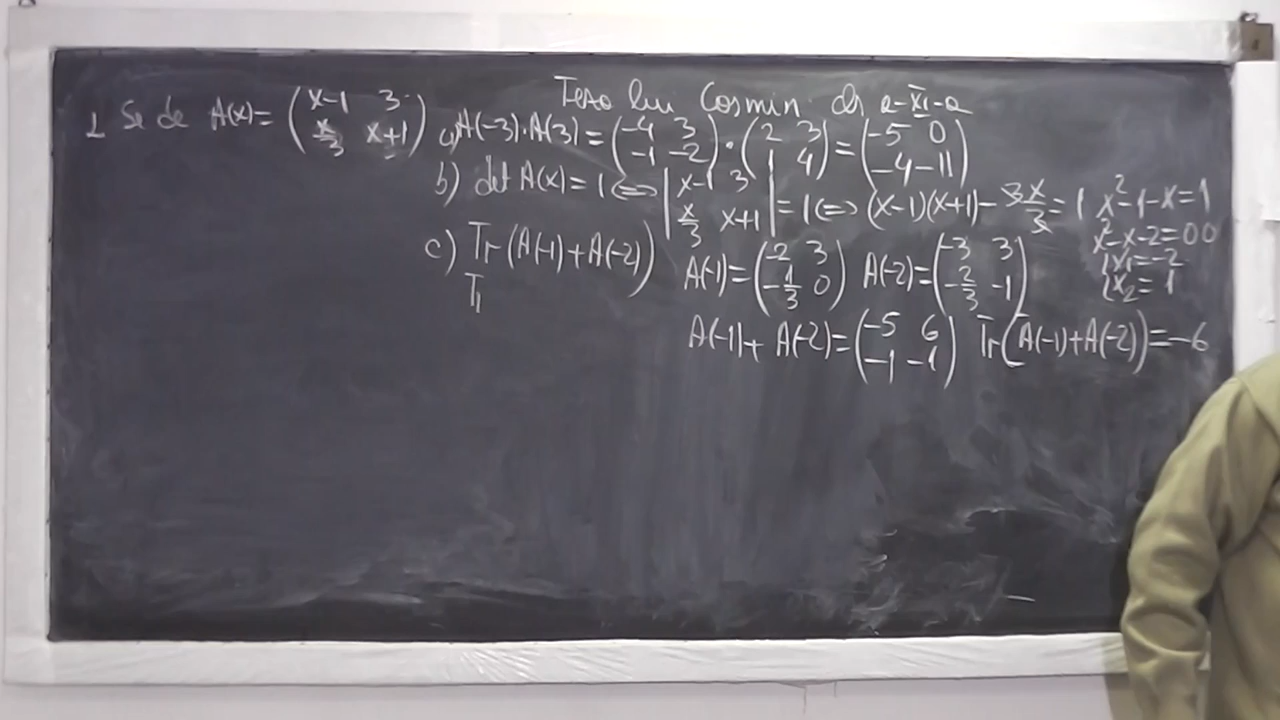 Teza lui Cosmin cls a-XI-a
1 Se dă A(x)= (x-1 3 / x/3 x+1)
a) A(-3)·A(3)= (-4 3 / -1 -2) · (2 3 / 1 4) = (-5 0 / -4 -11)
b) det A(x)=1 ⇔ |x-1 3 / x/3 x+1| = 1 ⇔ (x-1)(x+1) - 3x/3 = 1
x²-1-x=1
x²-x-2=00
{x₁=-2
{x₂=1
c) Tr(A(-1)+A(-2)) A(-1)= (-2 3 / -1/3 0) A(-2)= (-3 3 / -2/3 -1)
A(-1)+A(-2)= (-5 6 / -1 -1) Tr(A(-1)+A(-2))=-6